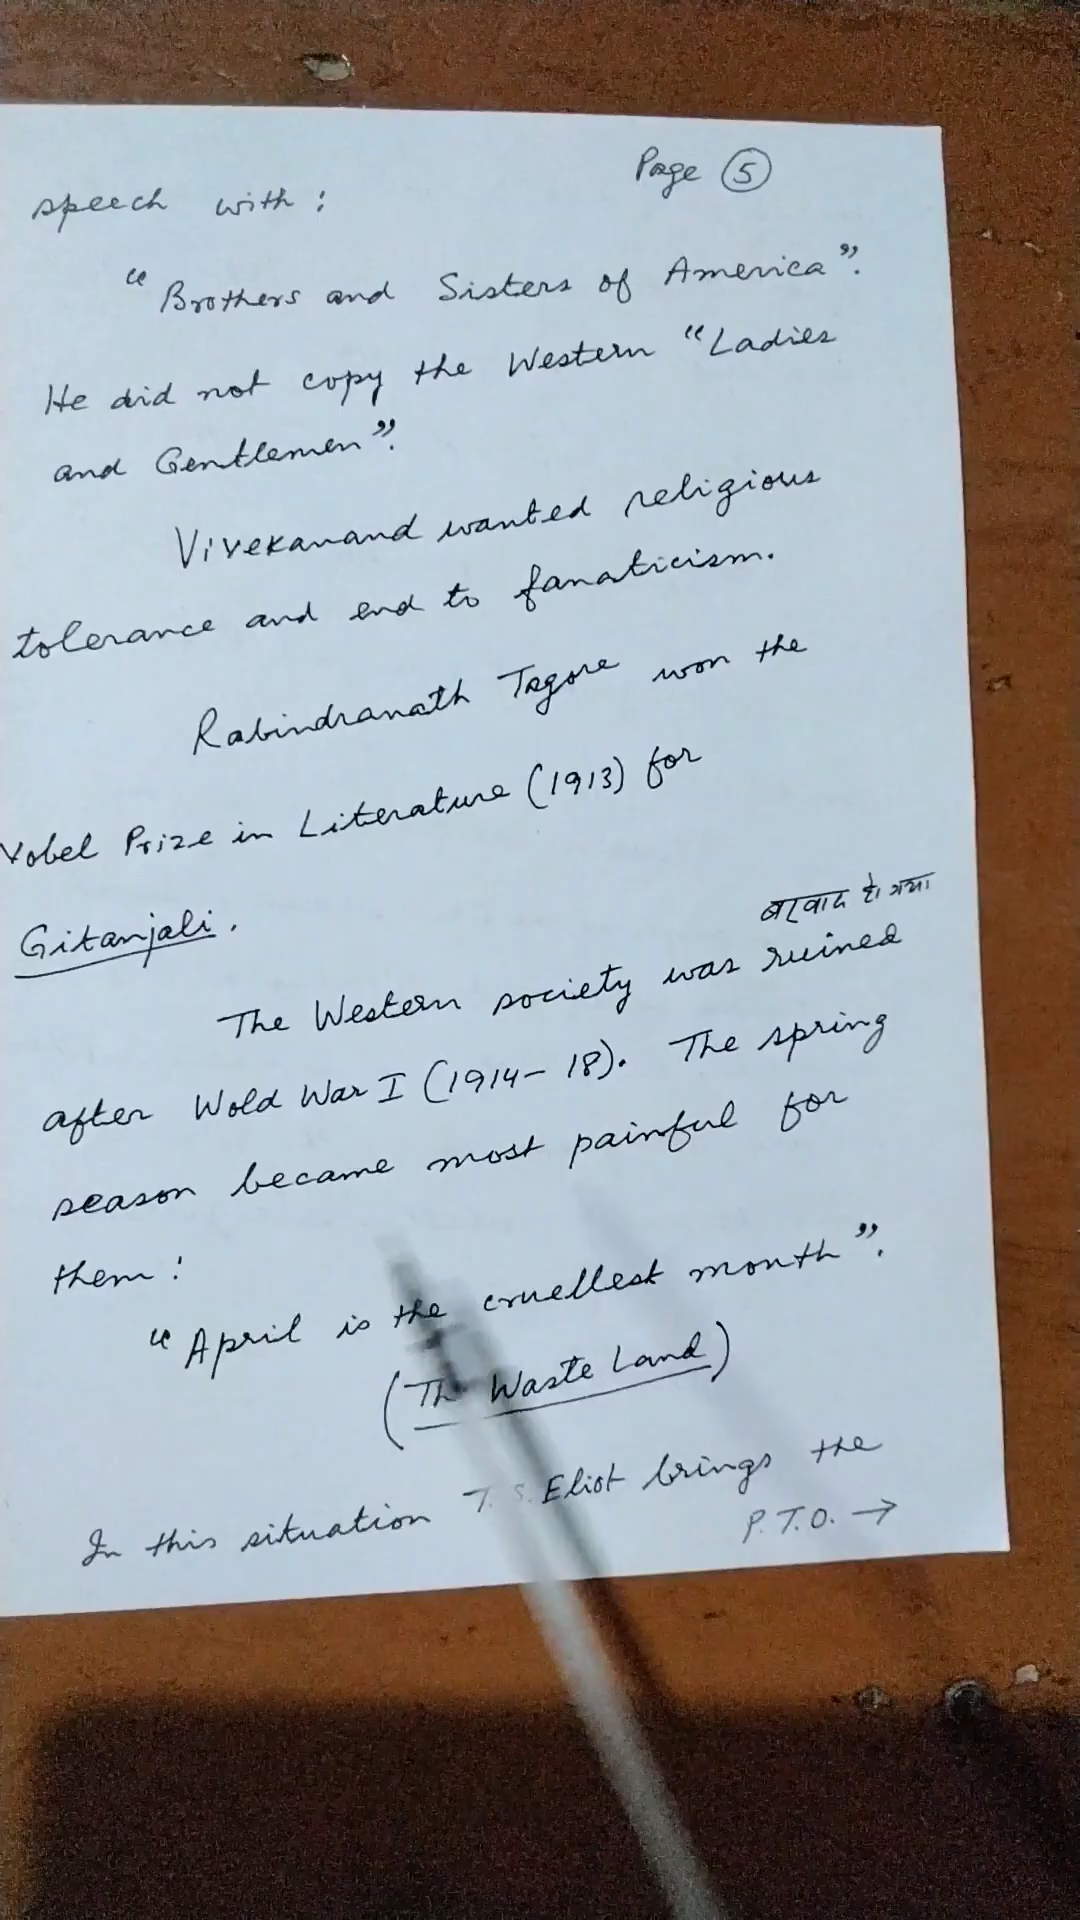 Page 5
speech with:
"Brothers and Sisters of America".
He did not copy the Western "Ladies
and Gentlemen".
Vivekanand wanted religious
tolerance and end to fanaticism.
Rabindranath Tagore won the
Nobel Prize in Literature (1913) for
Gitanjali.
बरबाद हो गया
The Western society was ruined
after Wold War I (1914-18). The spring
season became most painful for
them:
"April is the cruellest month".
(The Waste Land)
In this situation T.S. Eliot brings the
P.T.O. →